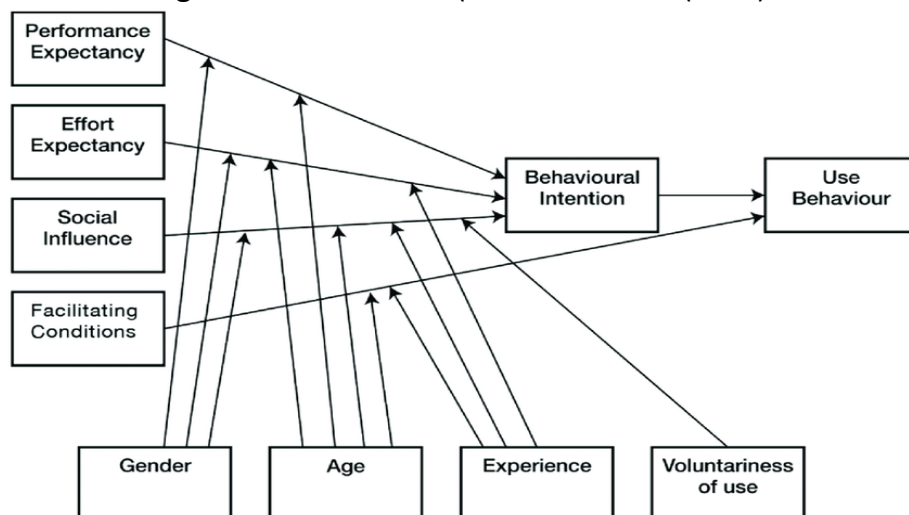 Performance
Expectancy
Effort
Expectancy
Social
Influence
Facilitating
Conditions
Behavioural
Intention
Use
Behaviour
Gender
Age
Experience
Voluntariness
of use